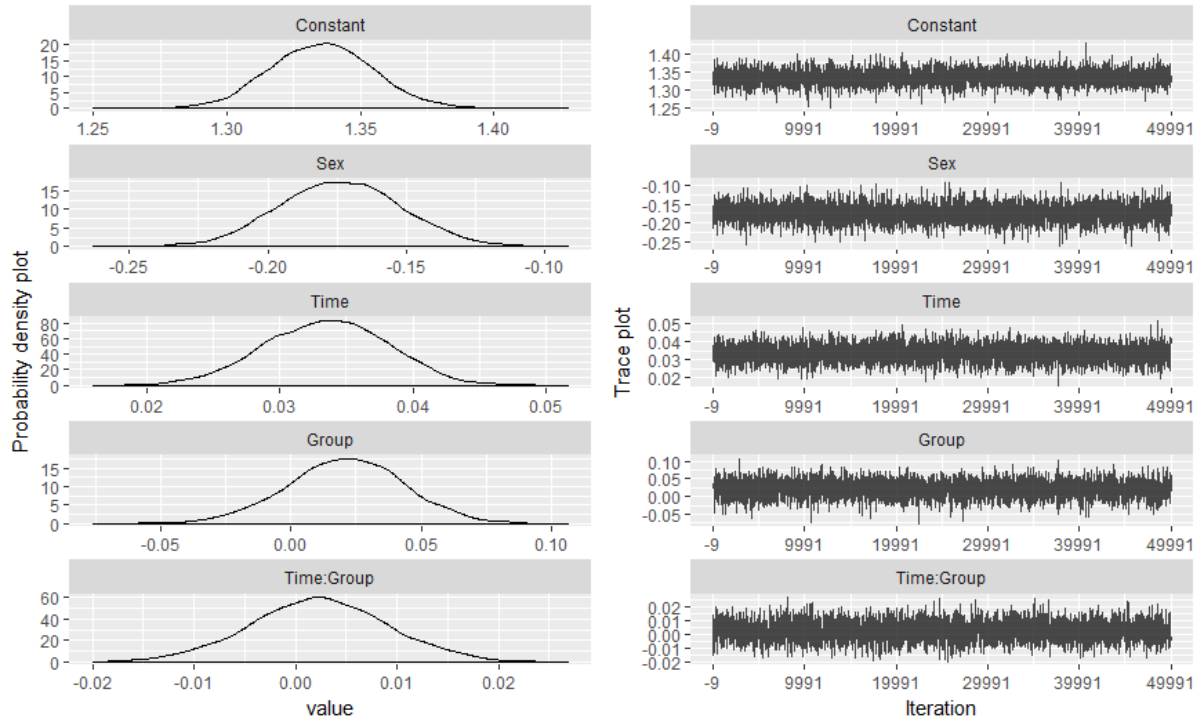 Probability density plot
Constant
20
15
10
5
0
1.25 1.30 1.35 1.40
Sex
15
10
5
0
-0.25 -0.20 -0.15 -0.10
Time
80
60
40
20
0
0.02 0.03 0.04 0.05
Group
15
10
5
0
-0.05 0.00 0.05 0.10
Time:Group
60
40
20
0
-0.02 -0.01 0.00 0.01 0.02
value
Trace plot
Constant
1.40
1.35
1.30
1.25
-9 9991 19991 29991 39991 49991
Sex
-0.10
-0.15
-0.20
-0.25
-9 9991 19991 29991 39991 49991
Time
0.05
0.04
0.03
0.02
-9 9991 19991 29991 39991 49991
Group
0.10
0.05
0.00
-0.05
-9 9991 19991 29991 39991 49991
Time:Group
0.02
0.01
0.00
-0.01
-0.02
-9 9991 19991 29991 39991 49991
Iteration